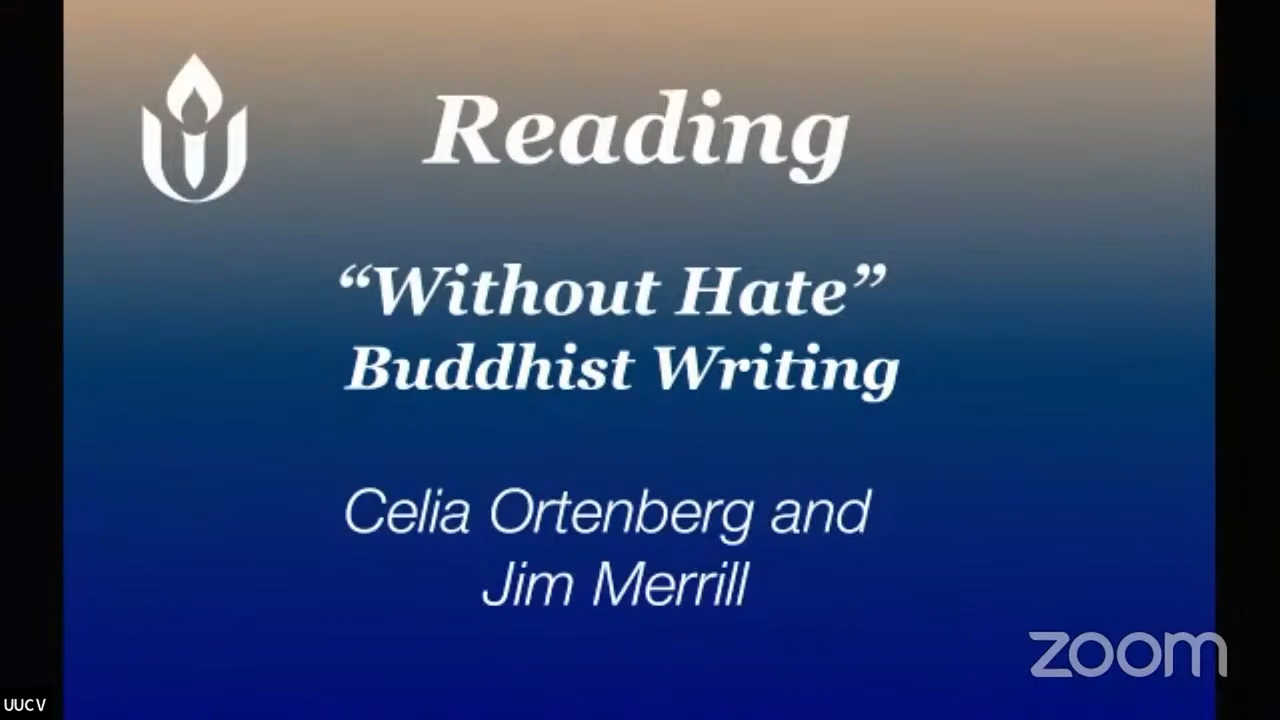 Reading
“Without Hate”
Buddhist Writing
Celia Ortenberg and
Jim Merrill
zoom
UUCV